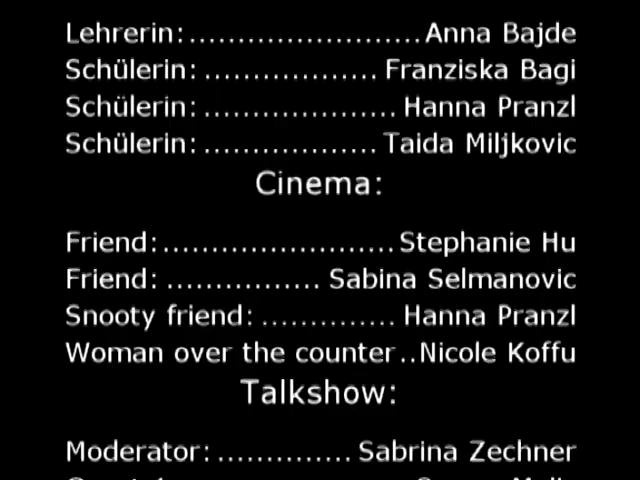 Lehrerin:........................Anna Bajde
Schülerin:..................Franziska Bagi
Schülerin:....................Hanna Pranzl
Schülerin:..................Taida Miljkovic
Cinema:
Friend:........................Stephanie Hu
Friend:................Sabina Selmanovic
Snooty friend:..............Hanna Pranzl
Woman over the counter..Nicole Koffu
Talkshow:
Moderator:..............Sabrina Zechner